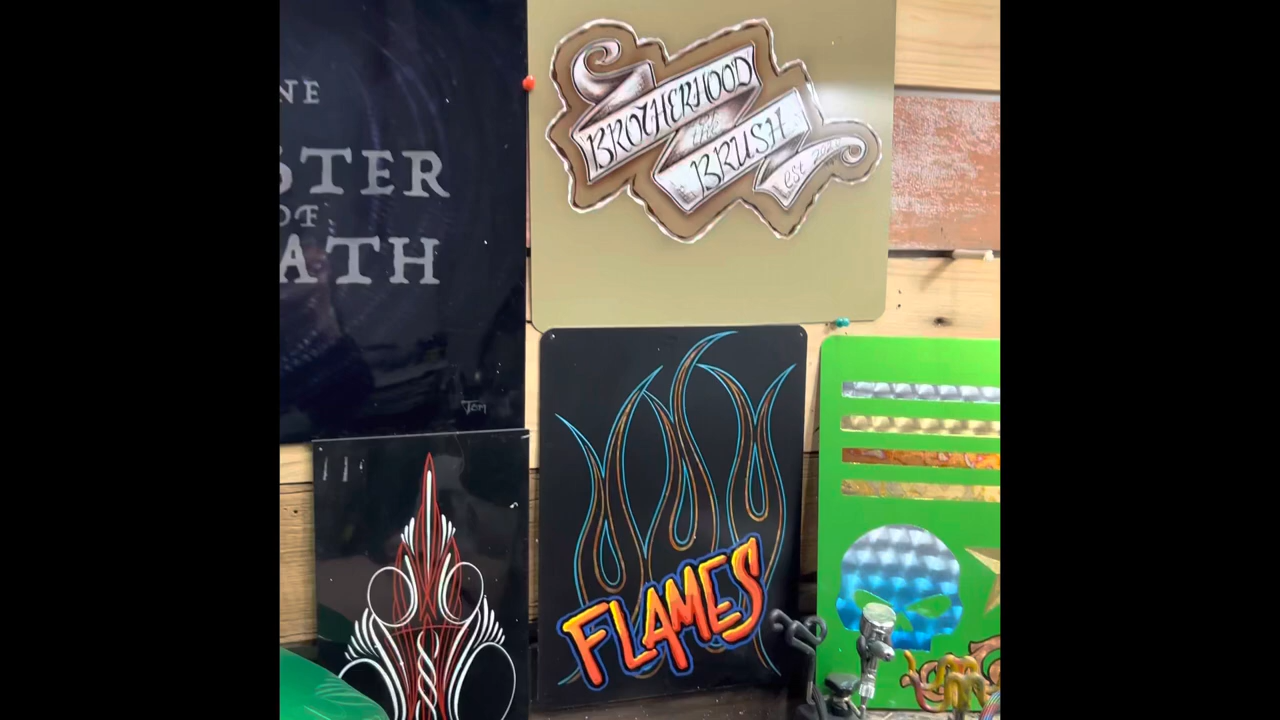 NE
STER
OF
ATH
Tom
BROTHERHOOD
the
BRUSH
est
FLAMES